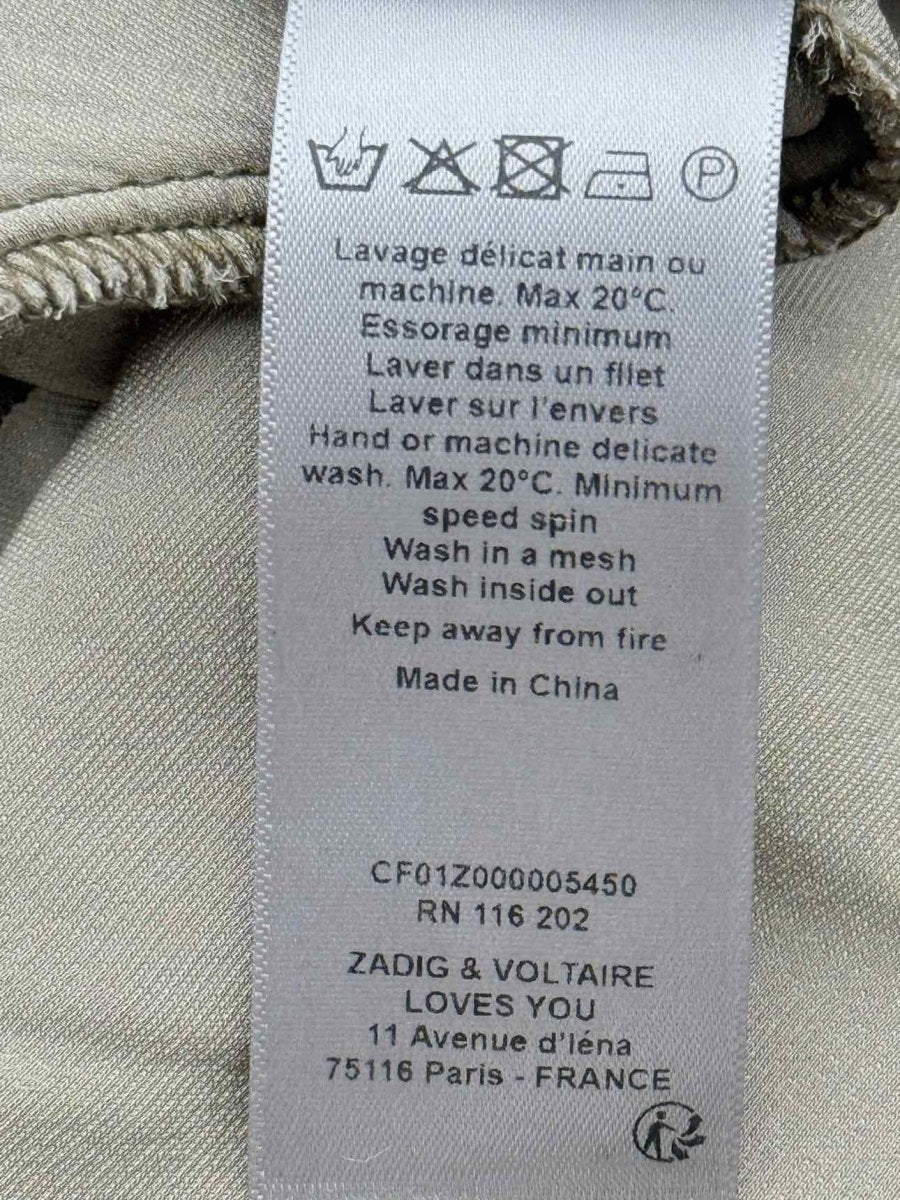 P
Lavage délicat main ou
machine. Max 20°C.
Essorage minimum
Laver dans un filet
Laver sur l'envers
Hand or machine delicate
wash. Max 20°C. Minimum
speed spin
Wash in a mesh
Wash inside out
Keep away from fire
Made in China
CF01Z000005450
RN 116 202
ZADIG & VOLTAIRE
LOVES YOU
11 Avenue d'Iéna
75116 Paris - FRANCE